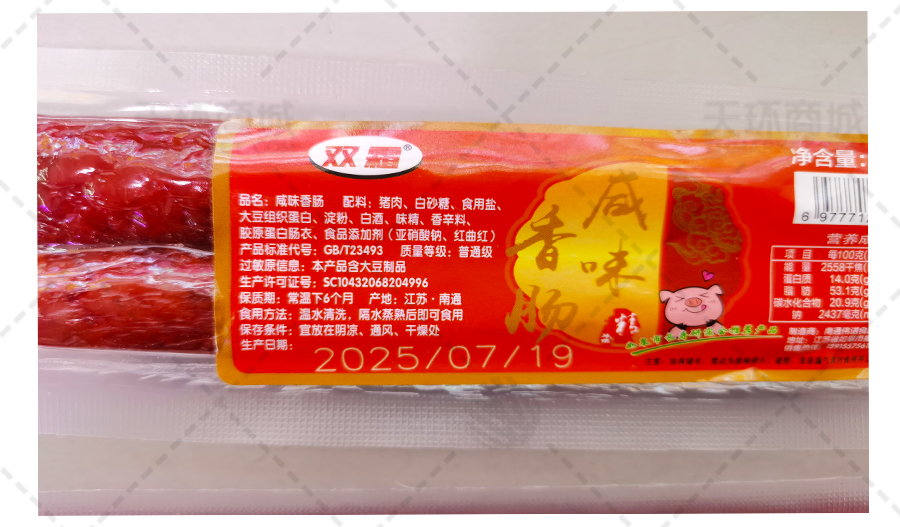 天环商城
天环商城
双霸®
净含量:
品名:咸味香肠 配料:猪肉、白砂糖、食用盐、
大豆组织蛋白、淀粉、白酒、味精、香辛料、
胶原蛋白肠衣、食品添加剂(亚硝酸钠、红曲红)
产品标准代号:GB/T23493 质量等级:普通级
过敏原信息:本产品含大豆制品
生产许可证号:SC10432068204996
保质期:常温下6个月 产地:江苏·南通
食用方法:温水清洗,隔水蒸熟后即可食用
保存条件:宜放在阴凉、通风、干燥处
生产日期:
2025/07/19
咸味
香肠
精
6 977712
营养成
项目 每100克(
能量 2558千焦(
蛋白质 14.0克(g
脂肪 53.1克(g
碳水化合物 20.9克(g
钠 2437毫克(m